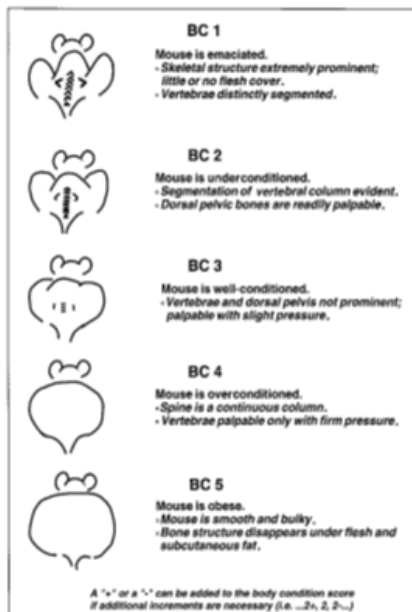 BC 1
Mouse is emaciated.
- Skeletal structure extremely prominent;
little or no flesh cover.
- Vertebrae distinctly segmented.
BC 2
Mouse is underconditioned.
- Segmentation of vertebral column evident.
- Dorsal pelvic bones are readily palpable.
BC 3
Mouse is well-conditioned.
- Vertebrae and dorsal pelvis not prominent;
palpable with slight pressure.
BC 4
Mouse is overconditioned.
- Spine is a continuous column.
- Vertebrae palpable only with firm pressure.
BC 5
Mouse is obese.
- Mouse is smooth and bulky.
- Bone structure disappears under flesh and
subcutaneous fat.
A "+" or a "-" can be added to the body condition score
if additional increments are necessary (i.e. ...2+, 2, 2-...)